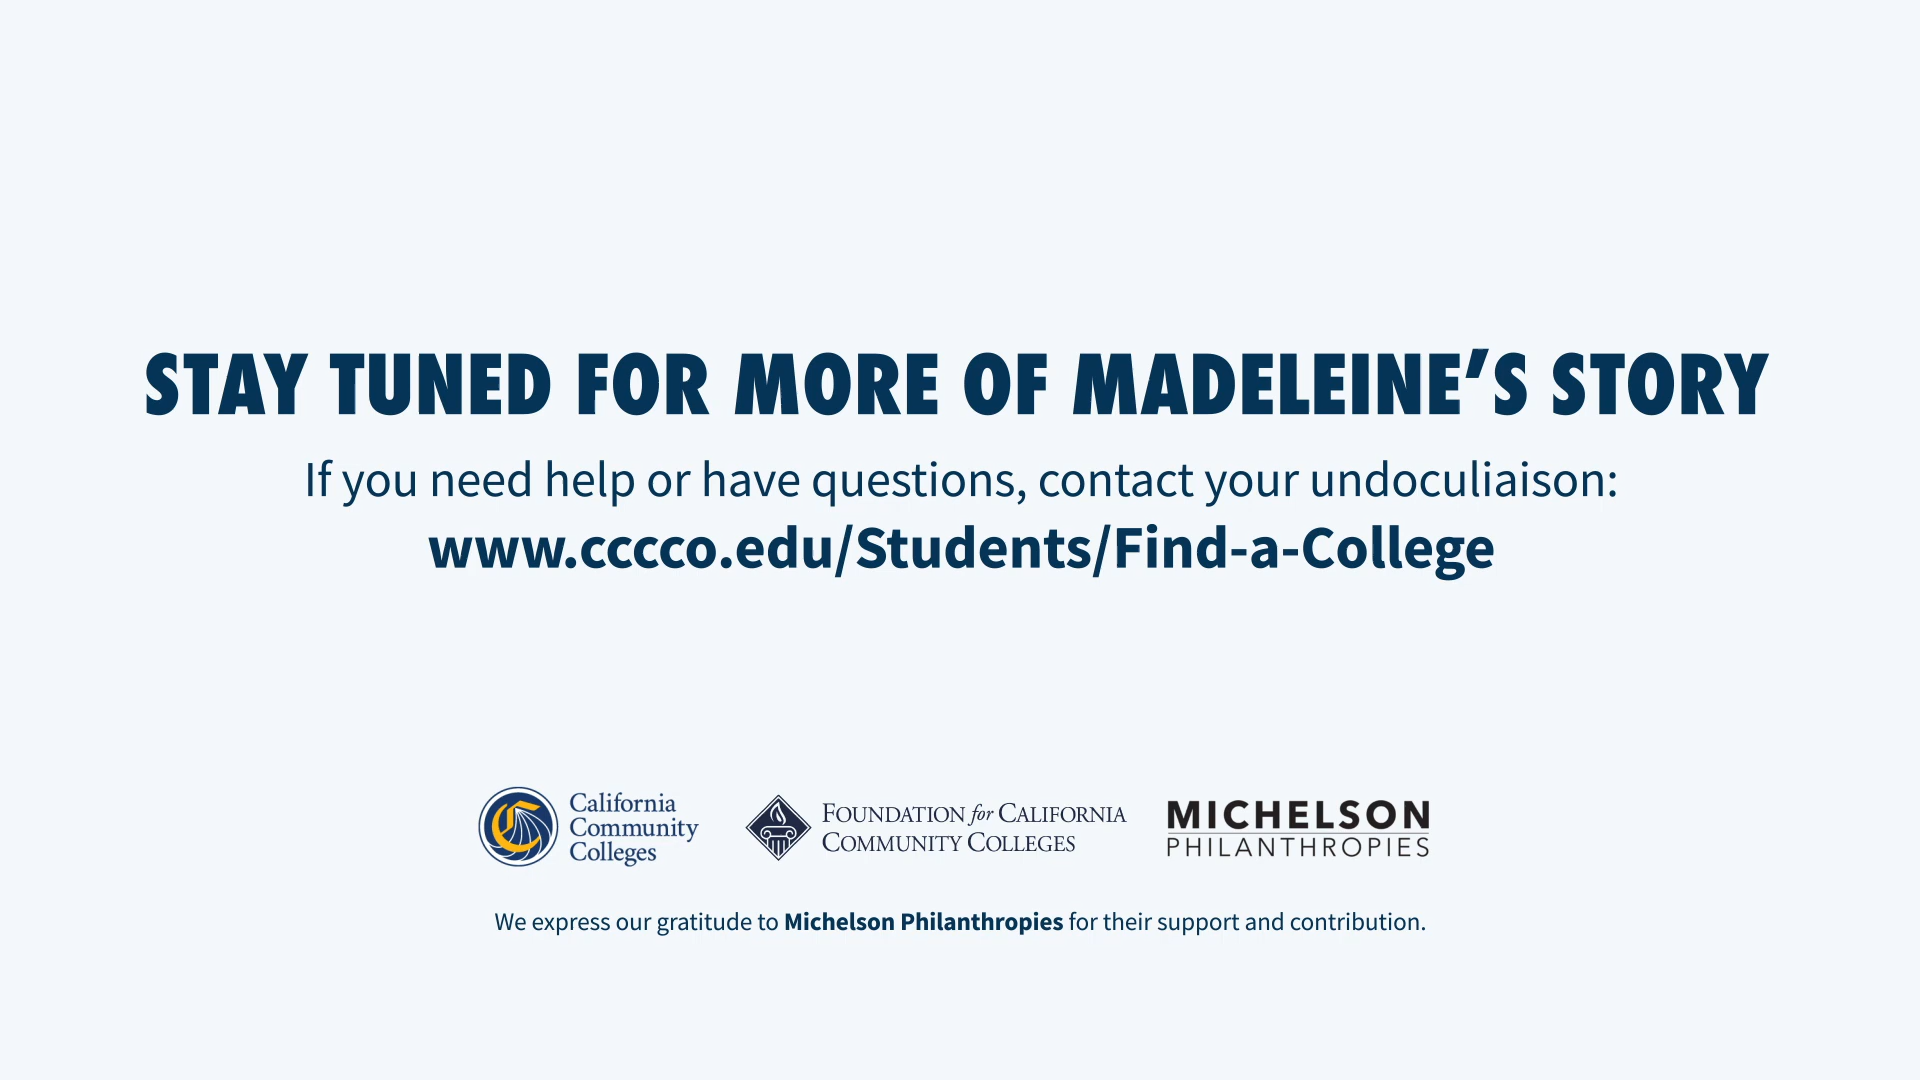 STAY TUNED FOR MORE OF MADELEINE’S STORY
If you need help or have questions, contact your undoculiaison:
www.cccco.edu/Students/Find-a-College
California
Community
Colleges
FOUNDATION for CALIFORNIA
COMMUNITY COLLEGES
MICHELSON
PHILANTHROPIES
We express our gratitude to Michelson Philanthropies for their support and contribution.